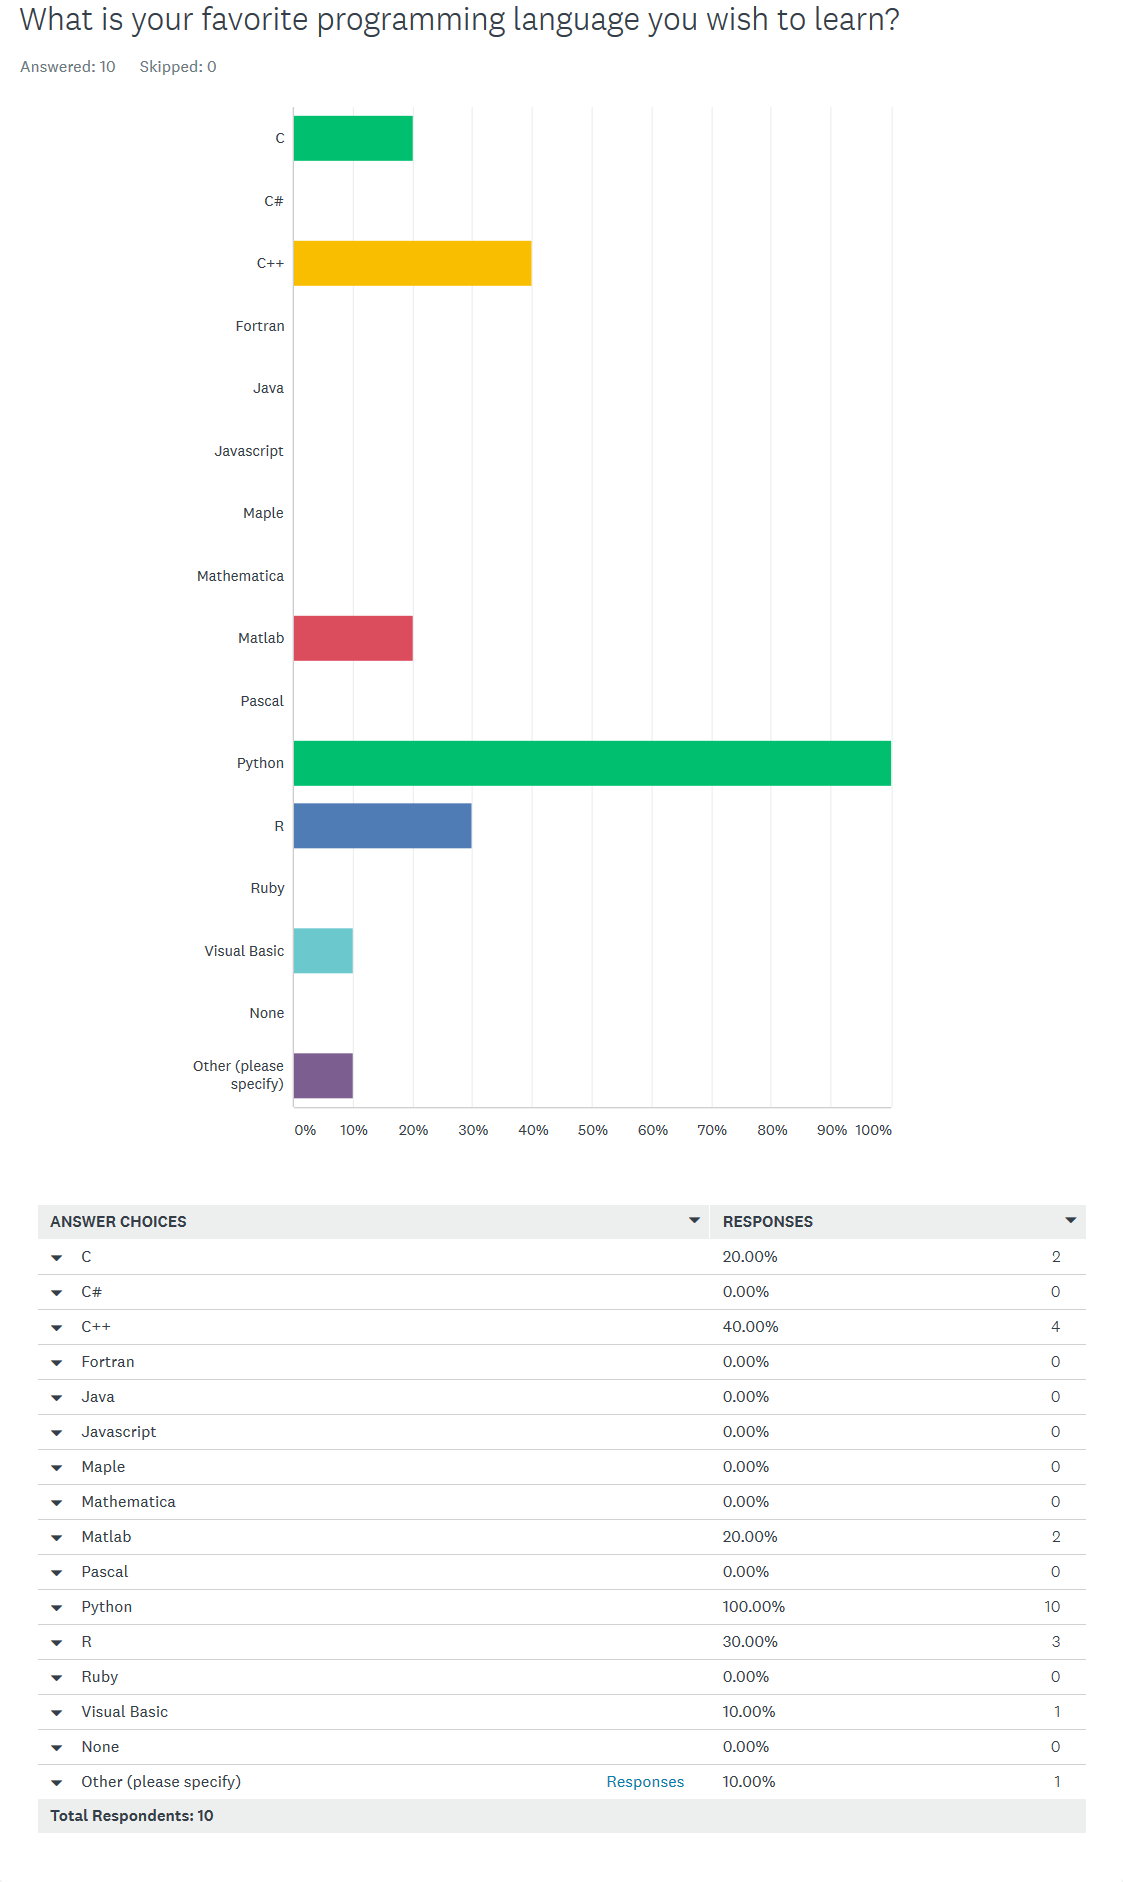 What is your favorite programming language you wish to learn?
Answered: 10 Skipped: 0
C
C#
C++
Fortran
Java
Javascript
Maple
Mathematica
Matlab
Pascal
Python
R
Ruby
Visual Basic
None
Other (please
specify)
0% 10% 20% 30% 40% 50% 60% 70% 80% 90% 100%
ANSWER CHOICES RESPONSES
C 20.00% 2
C# 0.00% 0
C++ 40.00% 4
Fortran 0.00% 0
Java 0.00% 0
Javascript 0.00% 0
Maple 0.00% 0
Mathematica 0.00% 0
Matlab 20.00% 2
Pascal 0.00% 0
Python 100.00% 10
R 30.00% 3
Ruby 0.00% 0
Visual Basic 10.00% 1
None 0.00% 0
Other (please specify) Responses 10.00% 1
Total Respondents: 10